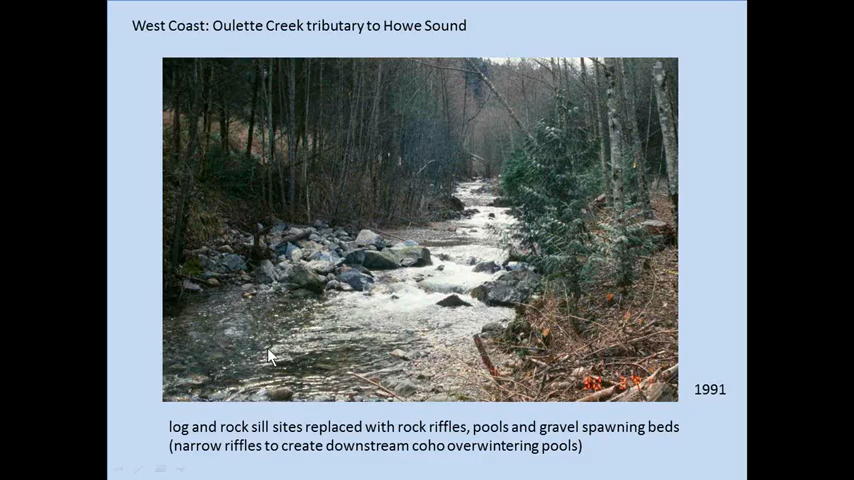 West Coast: Oulette Creek tributary to Howe Sound
1991
log and rock sill sites replaced with rock riffles, pools and gravel spawning beds
(narrow riffles to create downstream coho overwintering pools)